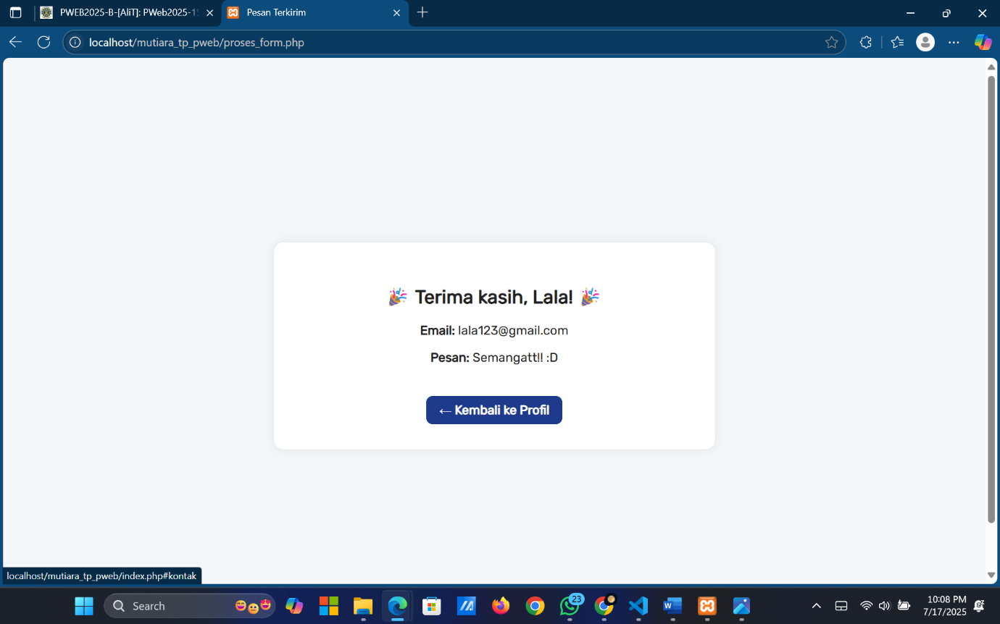 PWEB2025-B-[AliT]: PWeb2025-1
Pesan Terkirim
localhost/mutiara_tp_pweb/proses_form.php
🎉 Terima kasih, Lala! 🎉
Email: lala123@gmail.com
Pesan: Semangatt!! :D
← Kembali ke Profil
localhost/mutiara_tp_pweb/index.php#kontak
Search
23
10:08 PM
7/17/2025